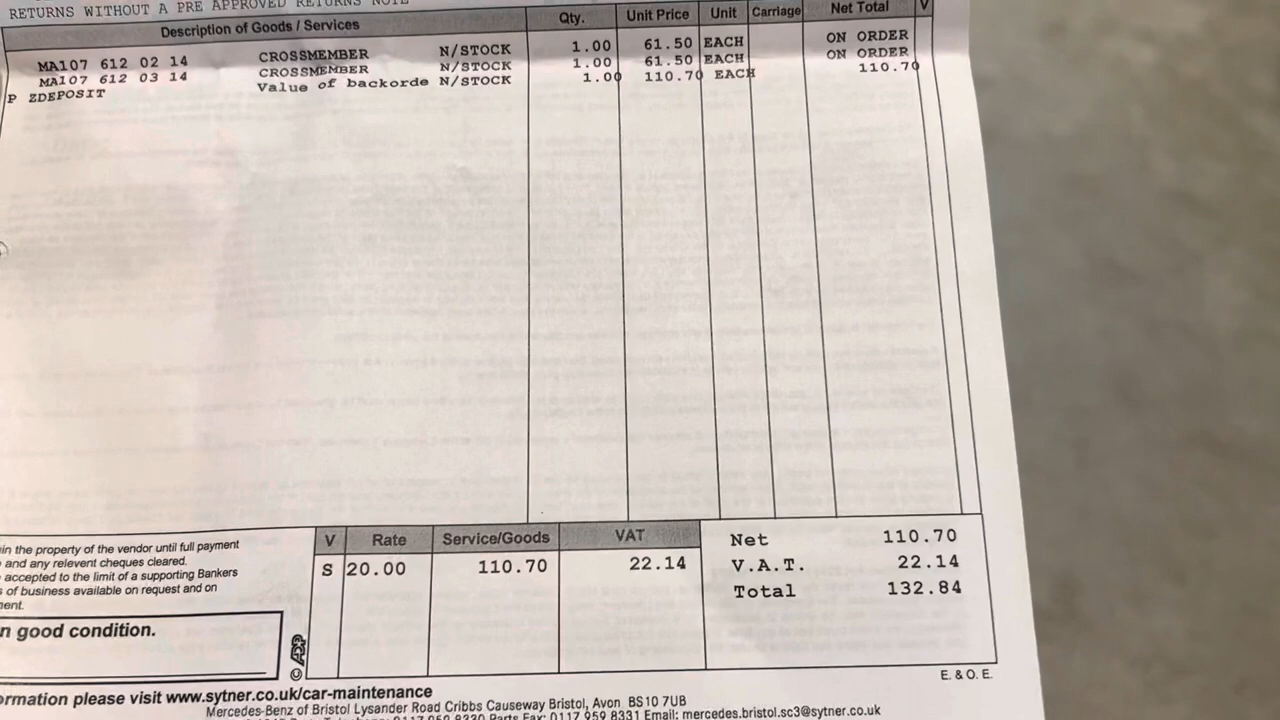 RETURNS WITHOUT A PRE APPROVED RETURNS NOTE
Description of Goods / Services Qty. Unit Price Unit Carriage Net Total V
MA107 612 02 14 CROSSMEMBER N/STOCK 1.00 61.50 EACH ON ORDER
MA107 612 03 14 CROSSMEMBER N/STOCK 1.00 61.50 EACH ON ORDER
P ZDEPOSIT Value of backorde N/STOCK 1.00 110.70 EACH 110.70
in the property of the vendor until full payment
and any relevent cheques cleared.
accepted to the limit of a supporting Bankers
s of business available on request and on
ment.
n good condition.
© ADP
V Rate Service/Goods VAT
S 20.00 110.70 22.14
Net 110.70
V.A.T. 22.14
Total 132.84
E. & O. E.
ormation please visit www.sytner.co.uk/car-maintenance
Mercedes-Benz of Bristol Lysander Road Cribbs Causeway Bristol, Avon BS10 7UB
Parts Fax: 0117 959 8331 Email: mercedes.bristol.sc3@sytner.co.uk